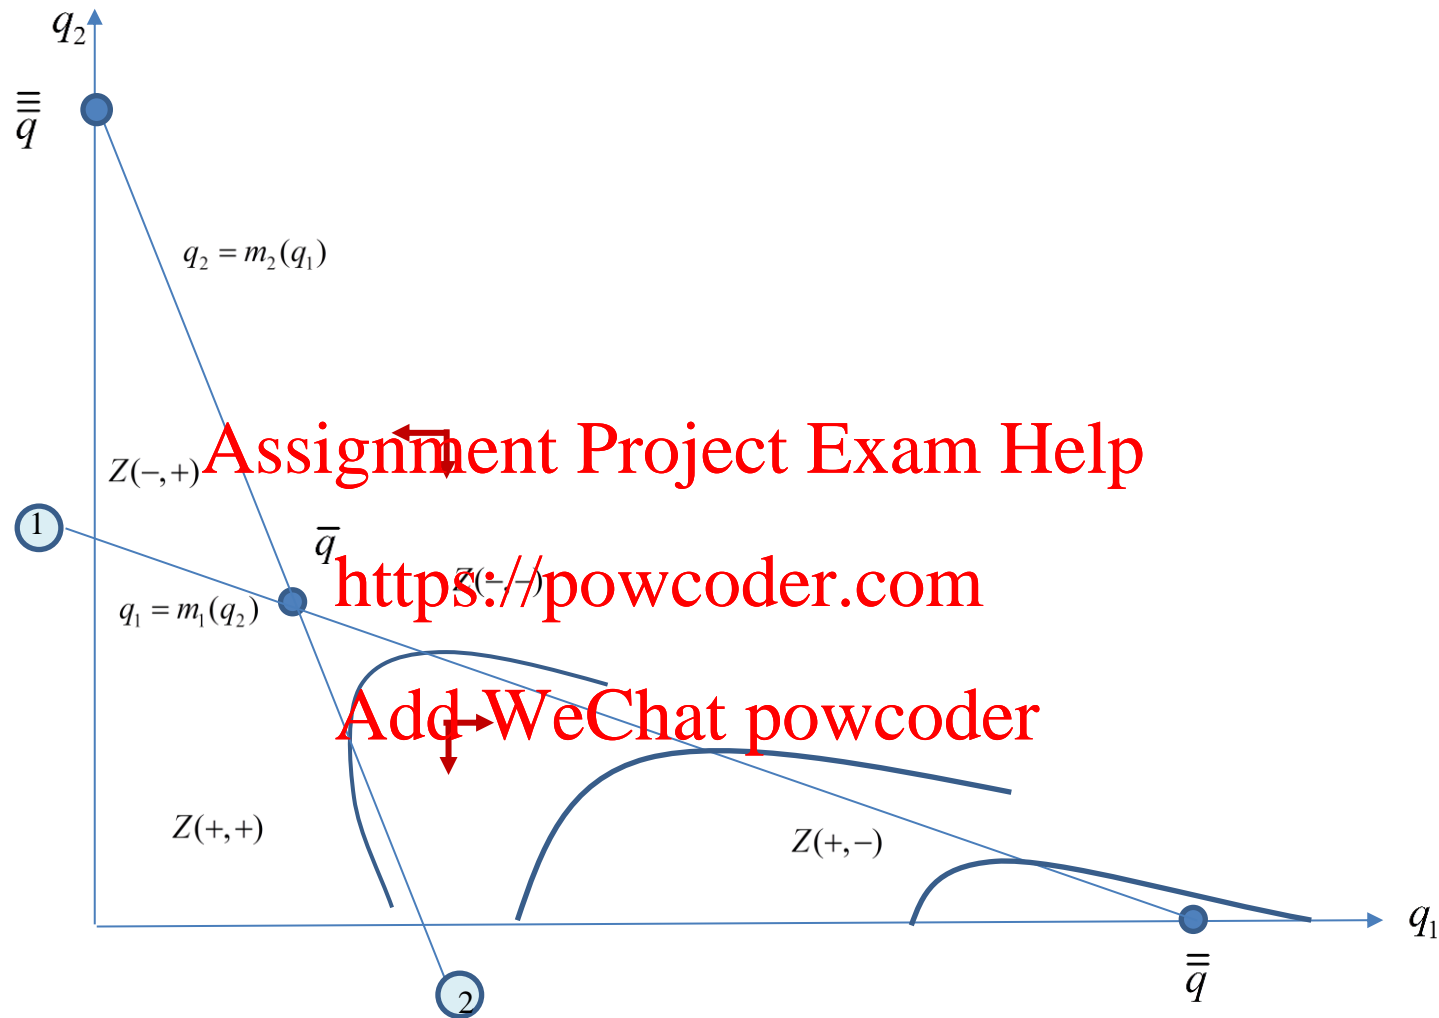 q₂
q̿̅
q₂ = m₂(q₁)
Assignment Project Exam Help
Z(−,+)
1
q̅
https://powcoder.com
Z(−,−)
q₁ = m₁(q₂)
Add WeChat powcoder
Z(+,+)
Z(+,−)
q₁
q̿
2